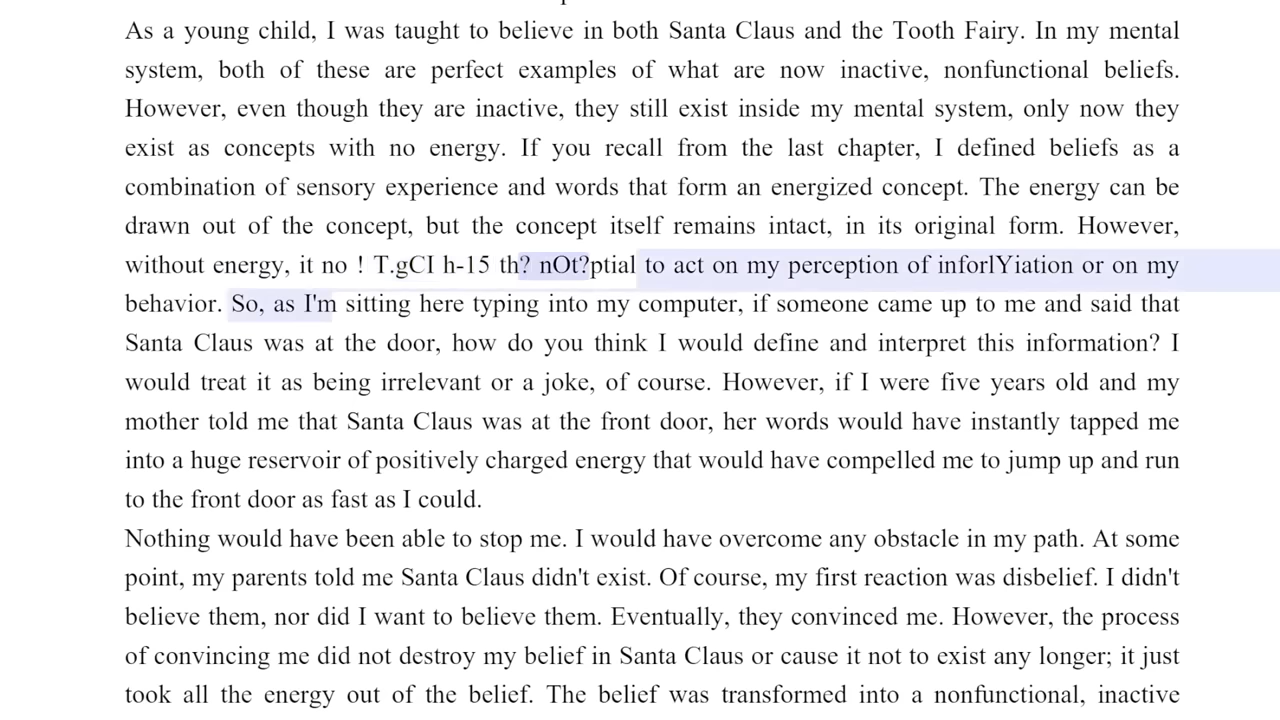 As a young child, I was taught to believe in both Santa Claus and the Tooth Fairy. In my mental
system, both of these are perfect examples of what are now inactive, nonfunctional beliefs.
However, even though they are inactive, they still exist inside my mental system, only now they
exist as concepts with no energy. If you recall from the last chapter, I defined beliefs as a
combination of sensory experience and words that form an energized concept. The energy can be
drawn out of the concept, but the concept itself remains intact, in its original form. However,
without energy, it no ! T.gCI h-15 th? nOt?ptial to act on my perception of inforlYiation or on my
behavior. So, as I'm sitting here typing into my computer, if someone came up to me and said that
Santa Claus was at the door, how do you think I would define and interpret this information? I
would treat it as being irrelevant or a joke, of course. However, if I were five years old and my
mother told me that Santa Claus was at the front door, her words would have instantly tapped me
into a huge reservoir of positively charged energy that would have compelled me to jump up and run
to the front door as fast as I could.
Nothing would have been able to stop me. I would have overcome any obstacle in my path. At some
point, my parents told me Santa Claus didn't exist. Of course, my first reaction was disbelief. I didn't
believe them, nor did I want to believe them. Eventually, they convinced me. However, the process
of convincing me did not destroy my belief in Santa Claus or cause it not to exist any longer; it just
took all the energy out of the belief. The belief was transformed into a nonfunctional, inactive